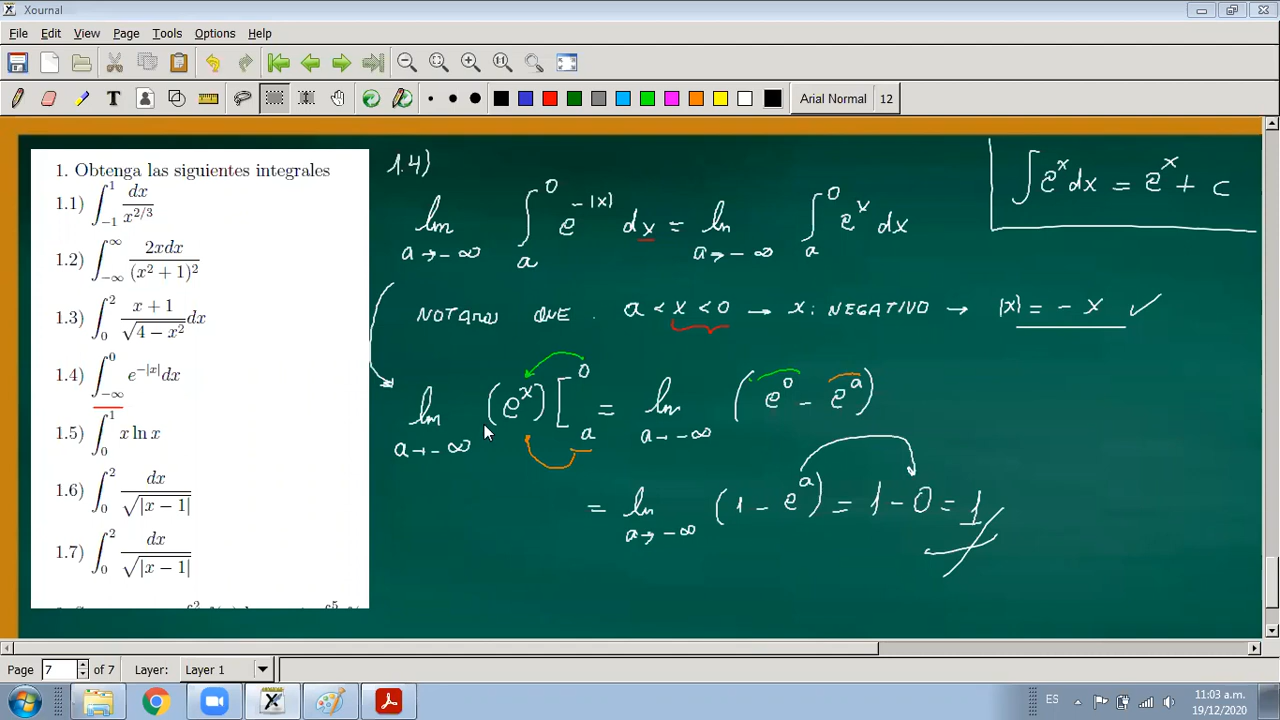 Xournal
File Edit View Page Tools Options Help
Arial Normal 12
1. Obtenga las siguientes integrales
1.1) ∫_{-1}^{1} dx / x^{2/3}
1.2) ∫_{-∞}^{∞} 2xdx / (x² + 1)²
1.3) ∫_{0}^{2} x + 1 / √(4 − x²) dx
1.4) ∫_{-∞}^{0} e^{−|x|}dx
1.5) ∫_{0}^{1} x ln x
1.6) ∫_{0}^{2} dx / √|x − 1|
1.7) ∫_{0}^{2} dx / √|x − 1|
1.4)
∫ e^x dx = e^x + c
lim_{a→−∞} ∫_{a}^{0} e^{−|x|} dx = lim_{a→−∞} ∫_{a}^{0} e^x dx
NOTAR QUE : a < x < 0 → x : NEGATIVO → |x| = − x ✓
lim_{a→−∞} (e^x) [_{a}^{0} = lim_{a→−∞} (e^0 − e^a)
= lim_{a→−∞} (1 − e^a) = 1 − 0 = 1
Page 7 of 7 Layer: Layer 1
ES 11:03 a.m.
19/12/2020